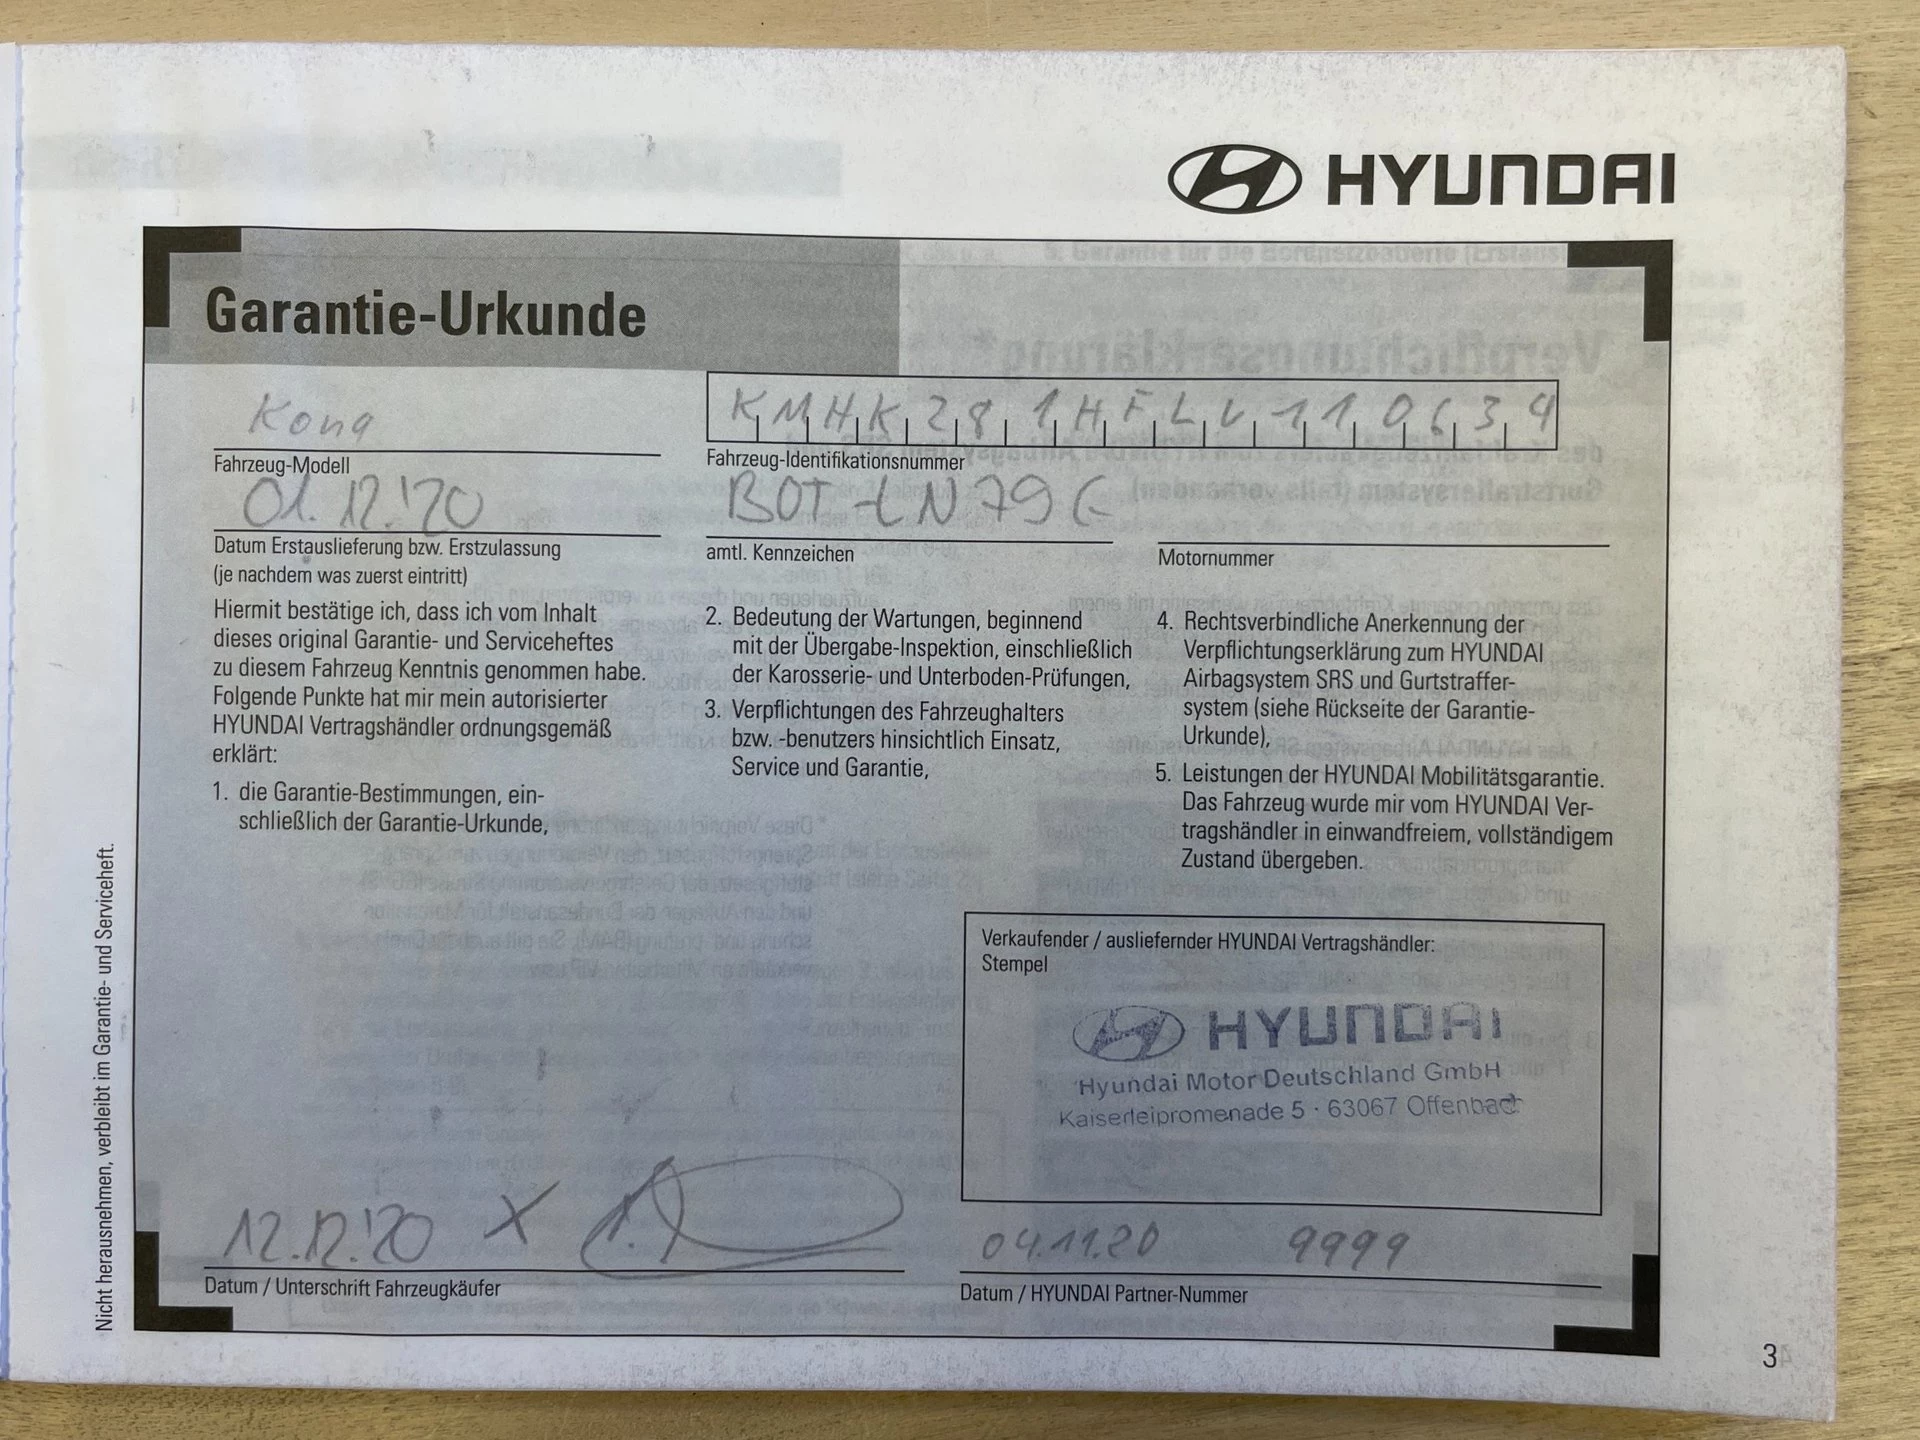 HYUNDAI
Garantie-Urkunde
Kona
KMHK281HFLU110634
Fahrzeug-Modell
Fahrzeug-Identifikationsnummer
01.12.'20
BOT-LN79E
Datum Erstauslieferung bzw. Erstzulassung
(je nachdem was zuerst eintritt)
amtl. Kennzeichen
Motornummer
Hiermit bestätige ich, dass ich vom Inhalt
dieses original Garantie- und Serviceheftes
zu diesem Fahrzeug Kenntnis genommen habe.
Folgende Punkte hat mir mein autorisierter
HYUNDAI Vertragshändler ordnungsgemäß
erklärt:
1. die Garantie-Bestimmungen, ein-
schließlich der Garantie-Urkunde,
2. Bedeutung der Wartungen, beginnend
mit der Übergabe-Inspektion, einschließlich
der Karosserie- und Unterboden-Prüfungen,
3. Verpflichtungen des Fahrzeughalters
bzw. -benutzers hinsichtlich Einsatz,
Service und Garantie,
4. Rechtsverbindliche Anerkennung der
Verpflichtungserklärung zum HYUNDAI
Airbagsystem SRS und Gurtstraffer-
system (siehe Rückseite der Garantie-
Urkunde),
5. Leistungen der HYUNDAI Mobilitätsgarantie.
Das Fahrzeug wurde mir vom HYUNDAI Ver-
tragshändler in einwandfreiem, vollständigem
Zustand übergeben.
Verkaufender / ausliefernder HYUNDAI Vertragshändler:
Stempel
HYUNDAI
Hyundai Motor Deutschland GmbH
Kaiserleipromenade 5 · 63067 Offenbach
12.12.'20 X
04.11.20 9999
Datum / Unterschrift Fahrzeugkäufer
Datum / HYUNDAI Partner-Nummer
Nicht herausnehmen, verbleibt im Garantie- und Serviceheft.
3